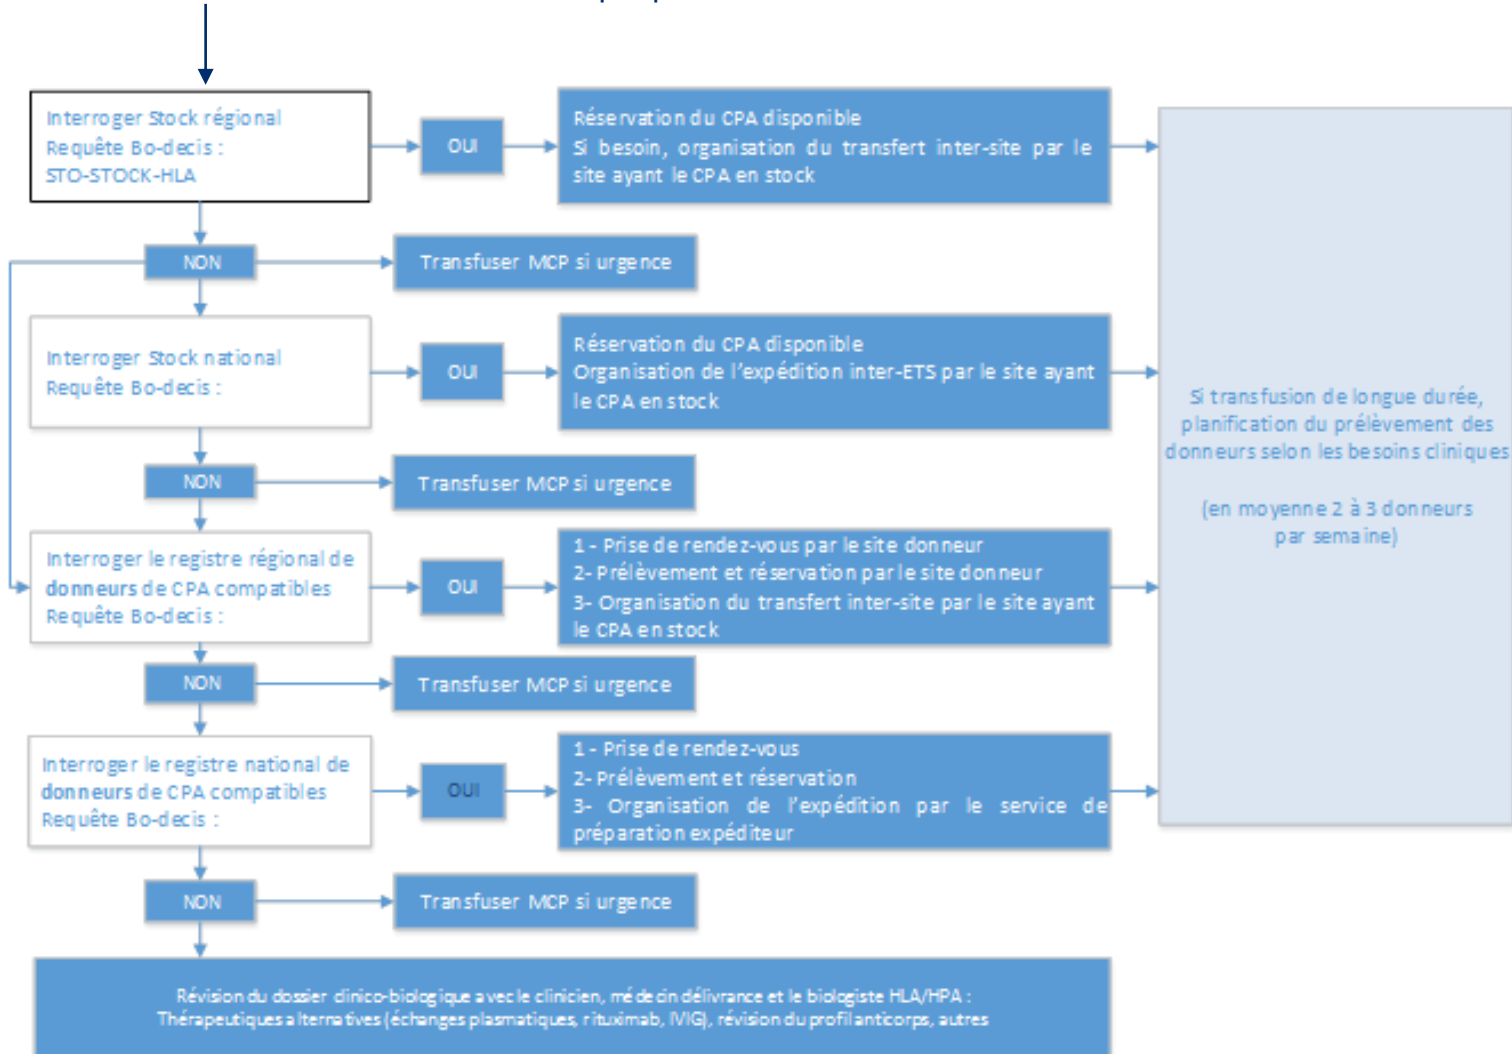 Interroger Stock régional
Requête Bo-decis :
STO-STOCK-HLA
OUI
Réservation du CPA disponible
Si besoin, organisation du transfert inter-site par le
site ayant le CPA en stock
NON
Transfuser MCP si urgence
Interroger Stock national
Requête Bo-decis :
OUI
Réservation du CPA disponible
Organisation de l'expédition inter-ETS par le site ayant
le CPA en stock
Si transfusion de longue durée,
planification du prélèvement des
donneurs selon les besoins cliniques
(en moyenne 2 à 3 donneurs
par semaine)
NON
Transfuser MCP si urgence
Interroger le registre régional de
donneurs de CPA compatibles
Requête Bo-decis :
OUI
1 - Prise de rendez-vous par le site donneur
2- Prélèvement et réservation par le site donneur
3- Organisation du transfert inter-site par le site ayant
le CPA en stock
NON
Transfuser MCP si urgence
Interroger le registre national de
donneurs de CPA compatibles
Requête Bo-decis :
OUI
1 - Prise de rendez-vous
2- Prélèvement et réservation
3- Organisation de l'expédition par le service de
préparation expéditeur
NON
Transfuser MCP si urgence
Révision du dossier clinico-biologique avec le clinicien, médecin délivrance et le biologiste HLA/HPA :
Thérapeutiques alternatives (échanges plasmatiques, rituximab, IVIG), révision du profil anticorps, autres